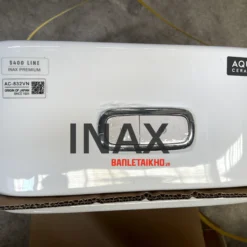 S400 LINE
INAX PREMIUM
AC-832VN
AQU
CERA
INAX
BANLETAIKHO.vn